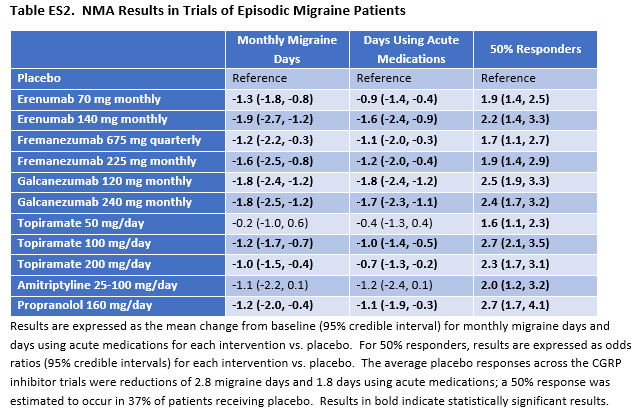 Table ES2.  NMA Results in Trials of Episodic Migraine Patients
Monthly Migraine Days Days Using Acute Medications 50% Responders
Placebo Reference Reference Reference
Erenumab 70 mg monthly -1.3 (-1.8, -0.8) -0.9 (-1.4, -0.4) 1.9 (1.4, 2.5)
Erenumab 140 mg monthly -1.9 (-2.7, -1.2) -1.6 (-2.4, -0.9) 2.2 (1.4, 3.3)
Fremanezumab 675 mg quarterly -1.2 (-2.2, -0.3) -1.1 (-2.0, -0.3) 1.7 (1.1, 2.7)
Fremanezumab 225 mg monthly -1.6 (-2.5, -0.8) -1.2 (-2.0, -0.4) 1.9 (1.4, 2.9)
Galcanezumab 120 mg monthly -1.8 (-2.4, -1.2) -1.8 (-2.4, -1.2) 2.5 (1.9, 3.3)
Galcanezumab 240 mg monthly -1.8 (-2.5, -1.2) -1.7 (-2.3, -1.1) 2.4 (1.7, 3.2)
Topiramate 50 mg/day -0.2 (-1.0, 0.6) -0.4 (-1.3, 0.4) 1.6 (1.1, 2.3)
Topiramate 100 mg/day -1.2 (-1.7, -0.7) -1.0 (-1.4, -0.5) 2.7 (2.1, 3.5)
Topiramate 200 mg/day -1.0 (-1.5, -0.4) -0.7 (-1.3, -0.2) 2.3 (1.7, 3.1)
Amitriptyline 25-100 mg/day -1.1 (-2.2, 0.1) -1.2 (-2.4, 0.1) 2.0 (1.2, 3.2)
Propranolol 160 mg/day -1.2 (-2.0, -0.4) -1.1 (-1.9, -0.3) 2.7 (1.7, 4.1)
Results are expressed as the mean change from baseline (95% credible interval) for monthly migraine days and
days using acute medications for each intervention vs. placebo.  For 50% responders, results are expressed as odds
ratios (95% credible intervals) for each intervention vs. placebo.  The average placebo responses across the CGRP
inhibitor trials were reductions of 2.8 migraine days and 1.8 days using acute medications; a 50% response was
estimated to occur in 37% of patients receiving placebo.  Results in bold indicate statistically significant results.